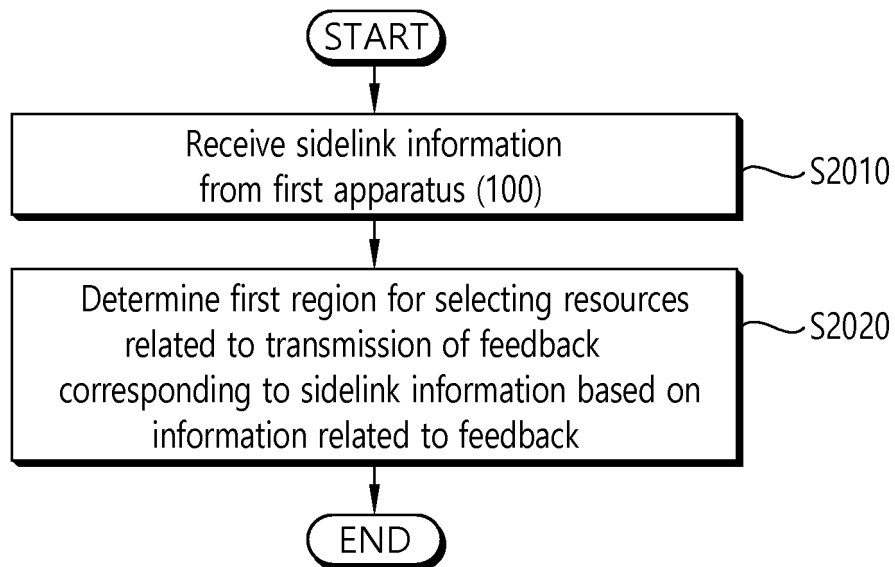 START
Receive sidelink information
from first apparatus (100)
S2010
Determine first region for selecting resources
related to transmission of feedback
corresponding to sidelink information based on
information related to feedback
S2020
END